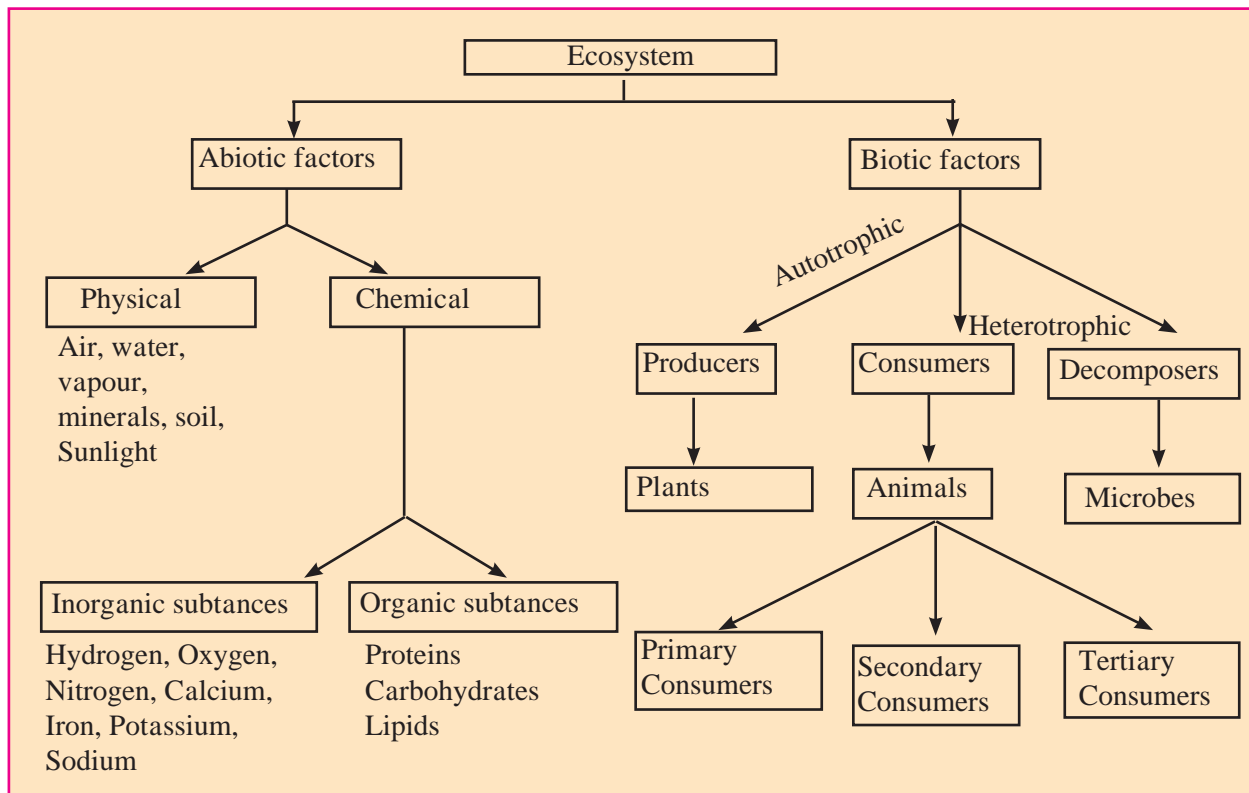 Ecosystem
Abiotic factors
Biotic factors
Autotrophic
Physical
Chemical
Heterotrophic
Air, water,
vapour,
minerals, soil,
Sunlight
Producers
Consumers
Decomposers
Plants
Animals
Microbes
Inorganic subtances
Organic subtances
Hydrogen, Oxygen,
Nitrogen, Calcium,
Iron, Potassium,
Sodium
Proteins
Carbohydrates
Lipids
Primary
Consumers
Secondary
Consumers
Tertiary
Consumers